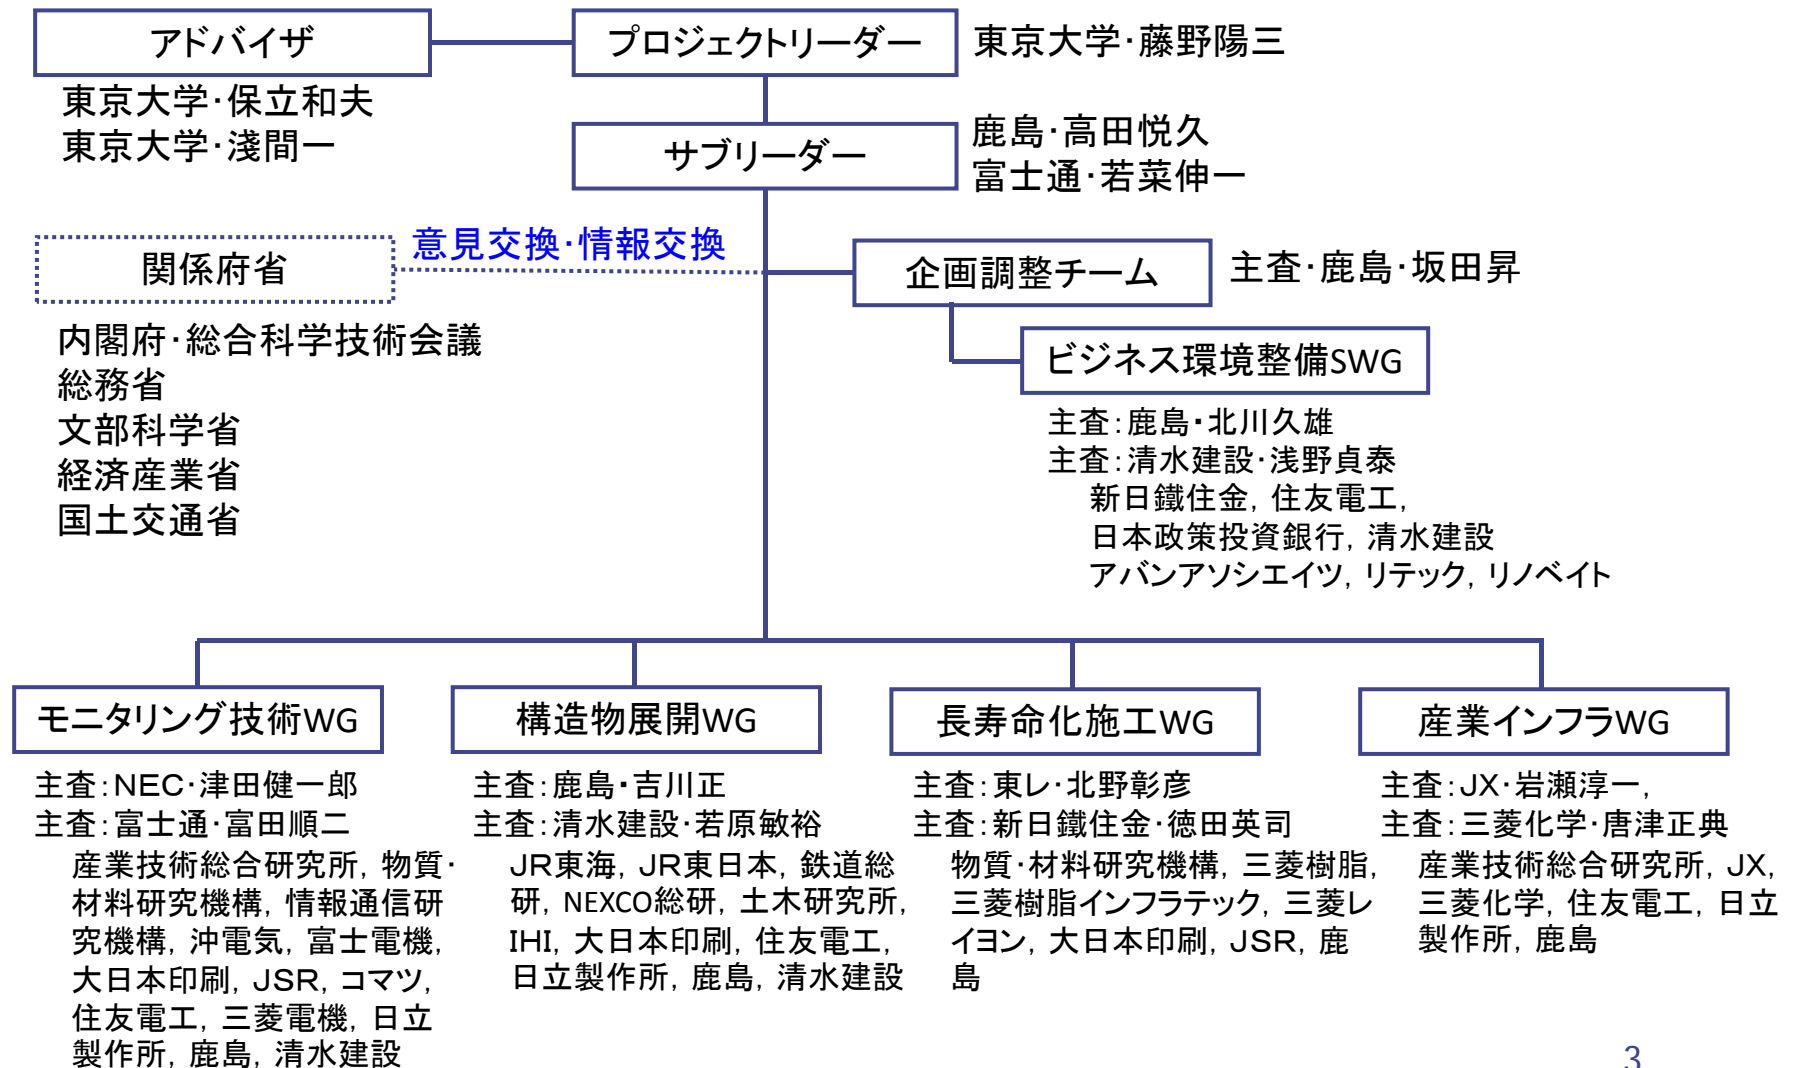 アドバイザ
プロジェクトリーダー
東京大学・藤野陽三
東京大学・保立和夫
東京大学・淺間一
サブリーダー
鹿島・高田悦久
富士通・若菜伸一
関係府省
意見交換・情報交換
企画調整チーム
主査・鹿島・坂田昇
内閣府・総合科学技術会議
総務省
文部科学省
経済産業省
国土交通省
ビジネス環境整備SWG
主査：鹿島・北川久雄
主査：清水建設・浅野貞泰
新日鐵住金，住友電工，
日本政策投資銀行，清水建設
アバンアソシエイツ，リテック，リノベイト
モニタリング技術WG
主査：ＮＥＣ・津田健一郎
主査：富士通・富田順二
産業技術総合研究所，物質・
材料研究機構，情報通信研
究機構，沖電気，富士電機，
大日本印刷，ＪＳＲ，コマツ，
住友電工，三菱電機，日立
製作所，鹿島，清水建設
構造物展開WG
主査：鹿島・吉川正
主査：清水建設・若原敏裕
ＪＲ東海，ＪＲ東日本，鉄道総
研，NEXCO総研，土木研究所，
IHI，大日本印刷，住友電工，
日立製作所，鹿島，清水建設
長寿命化施工WG
主査：東レ・北野彰彦
主査：新日鐵住金・徳田英司
物質・材料研究機構，三菱樹脂，
三菱樹脂インフラテック，三菱レ
イヨン，大日本印刷，ＪＳＲ，鹿
島
産業インフラWG
主査：ＪＸ・岩瀬淳一，
主査：三菱化学・唐津正典
産業技術総合研究所，ＪＸ，
三菱化学，住友電工，日立
製作所，鹿島
3